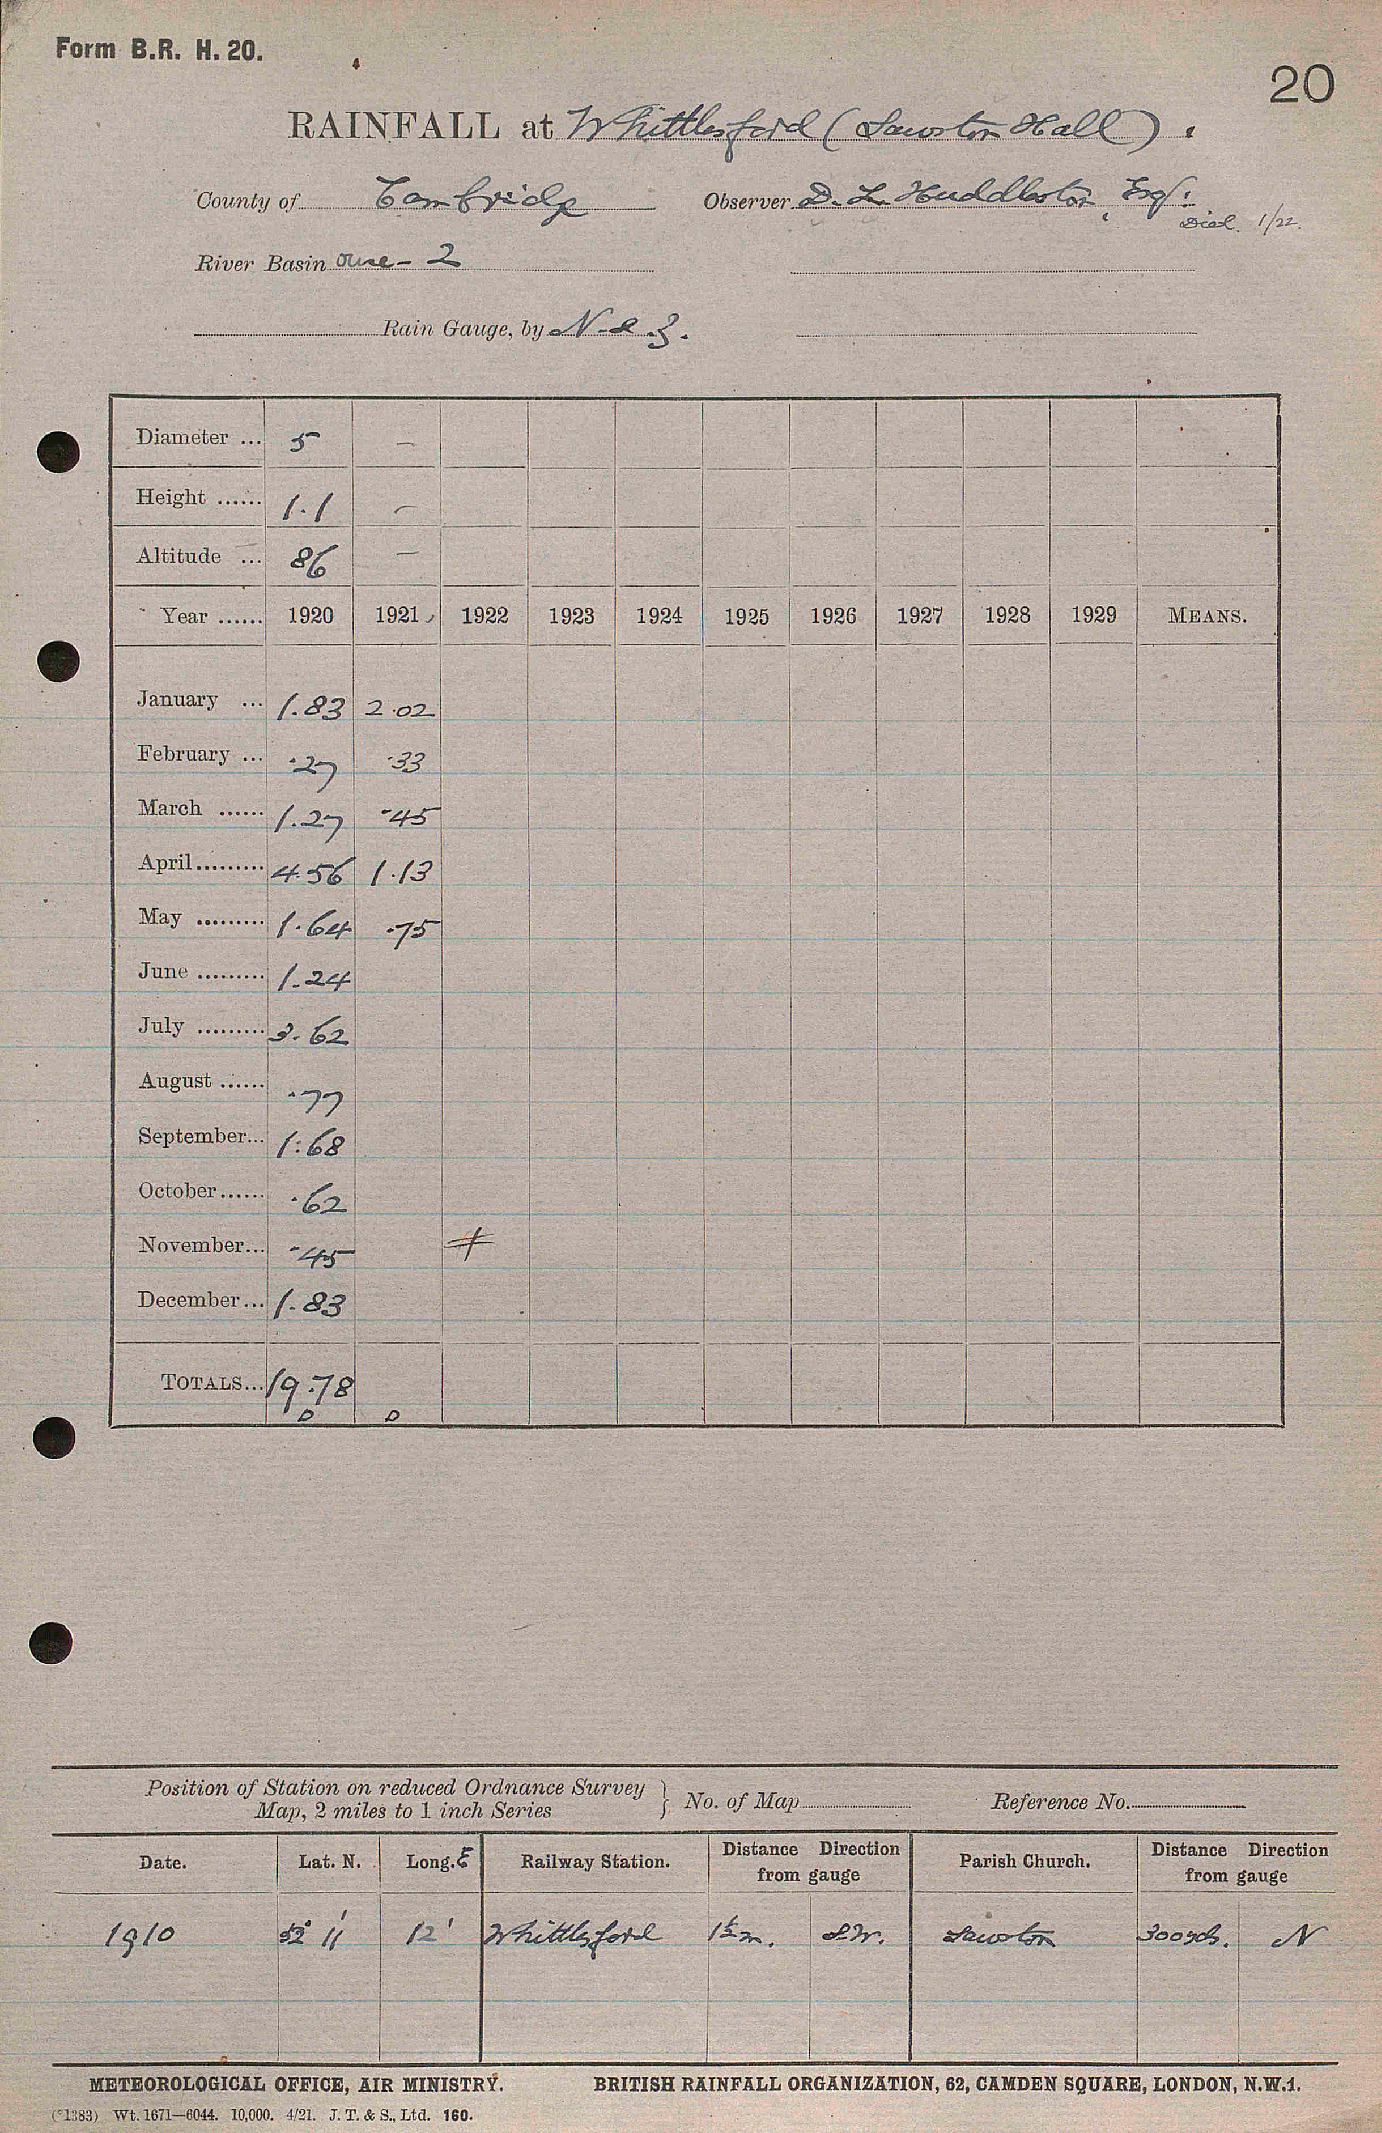 Form B.R. H. 20.
20
RAINFALL at Whittlesford (Sawston Hall).
County of Cambridge Observer D. L. Huddleston, Esq.
Died. 1/22.
River Basin Ouse - 2
Rain Gauge, by N & Z.
Diameter ... 5 —
Height ...... 1.1 —
Altitude ... 86 —
Year ...... 1920 1921 1922 1923 1924 1925 1926 1927 1928 1929 MEANS.
January ... 1.83 2.02
February ... .27 .33
March ...... 1.27 .45
April ......... 4.56 1.13
May ......... 1.64 .75
June ......... 1.24
July ......... 3.62
August ...... .77
September... 1.68
October...... .62
November... .45
December... 1.83
TOTALS... 19.78
D D
Position of Station on reduced Ordnance Survey
Map, 2 miles to 1 inch Series } No. of Map Reference No.
Date. Lat. N. Long. E Railway Station. Distance Direction from gauge Parish Church. Distance Direction from gauge
1910 52° 11' 12' Whittlesford 1½m. S.W. Sawston 300yds. N
METEOROLOGICAL OFFICE, AIR MINISTRY. BRITISH RAINFALL ORGANIZATION, 62, CAMDEN SQUARE, LONDON, N.W.1.
(*1383) Wt. 1671—6044. 10,000. 4/21. J. T. & S., Ltd. 160.